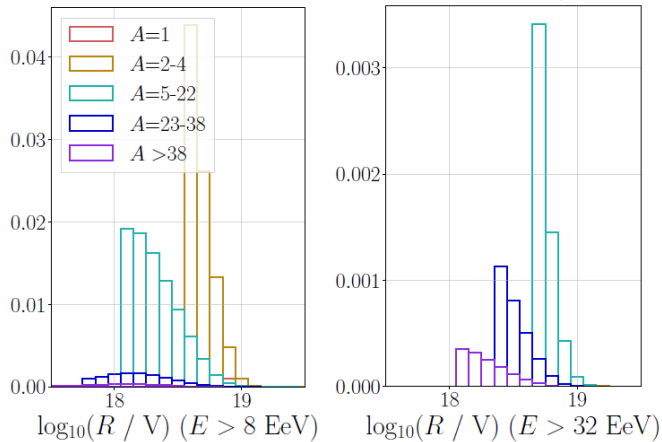 A=1
A=2-4
A=5-22
A=23-38
A >38
0.04
0.03
0.02
0.01
0.00
18 19
log₁₀(R / V) (E > 8 EeV)
0.003
0.002
0.001
0.000
18 19
log₁₀(R / V) (E > 32 EeV)